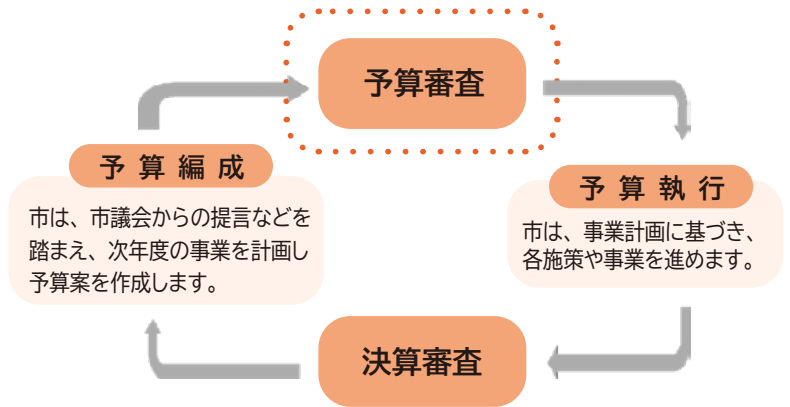 予算審査
予算編成
市は、市議会からの提言などを
踏まえ、次年度の事業を計画し
予算案を作成します。
予算執行
市は、事業計画に基づき、
各施策や事業を進めます。
決算審査